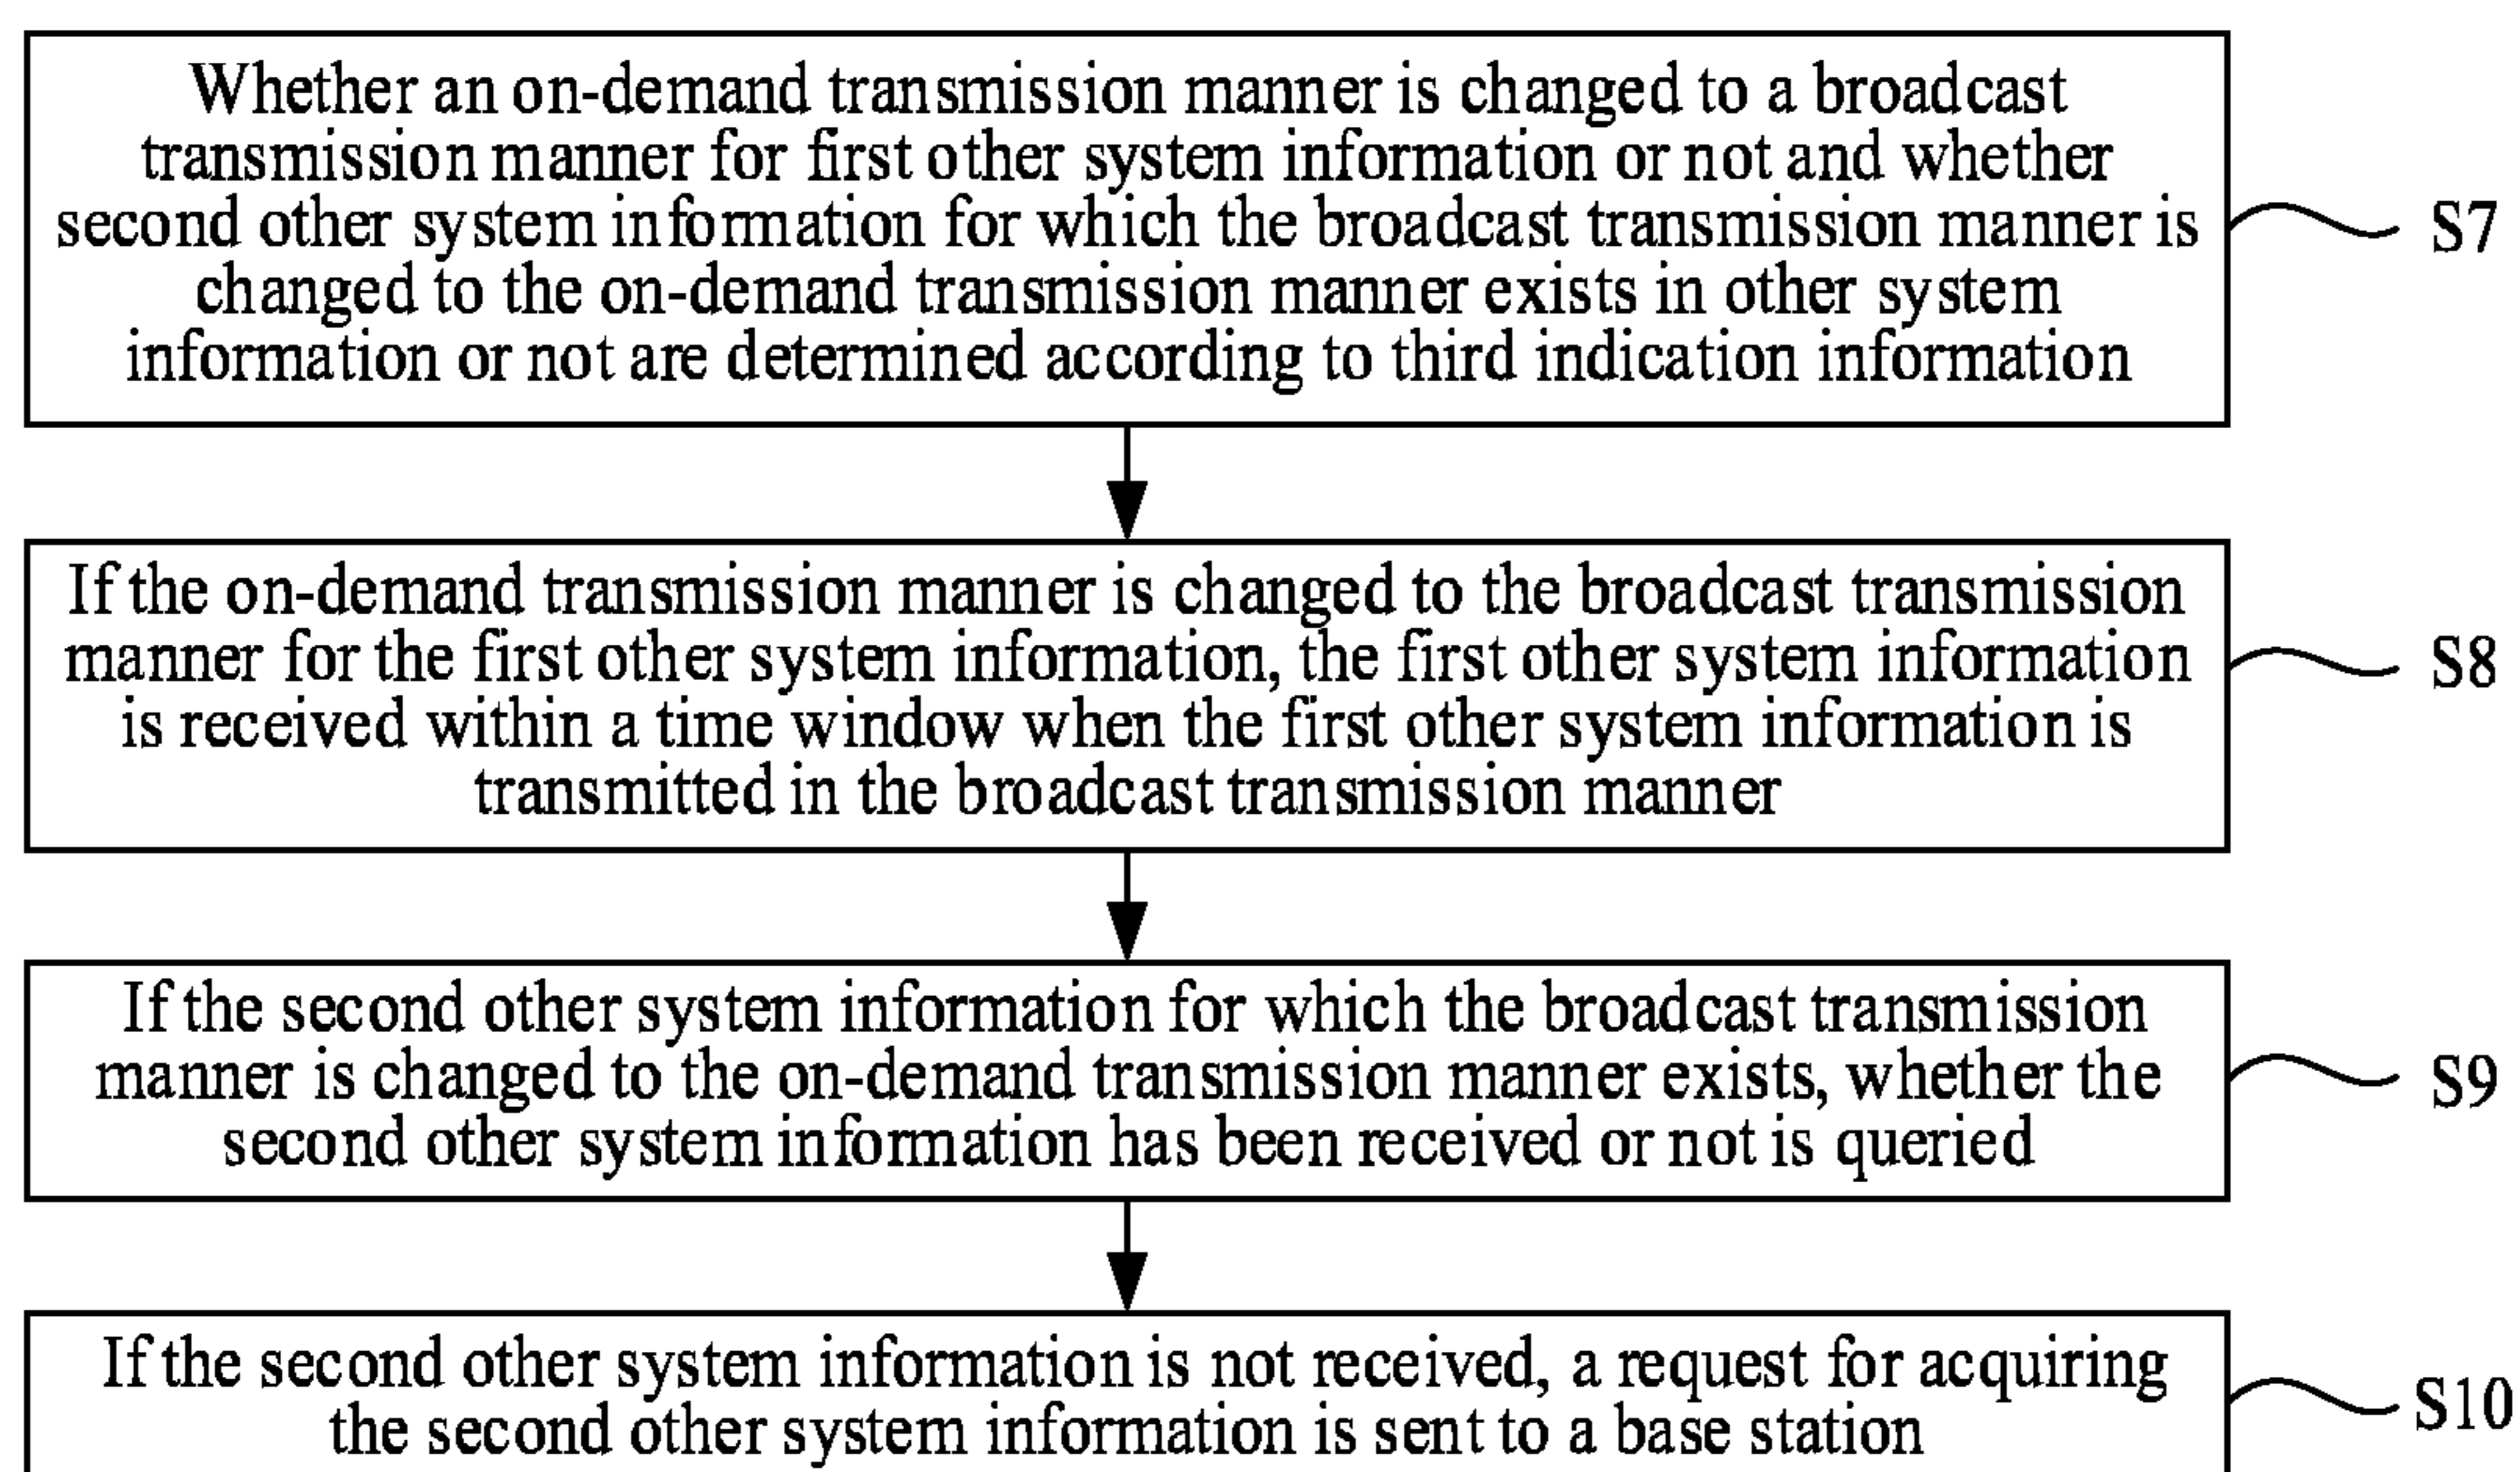 Whether an on-demand transmission manner is changed to a broadcast
transmission manner for first other system information or not and whether
second other system information for which the broadcast transmission manner is
changed to the on-demand transmission manner exists in other system
information or not are determined according to third indication information
S7
If the on-demand transmission manner is changed to the broadcast transmission
manner for the first other system information, the first other system information
is received within a time window when the first other system information is
transmitted in the broadcast transmission manner
S8
If the second other system information for which the broadcast transmission
manner is changed to the on-demand transmission manner exists, whether the
second other system information has been received or not is queried
S9
If the second other system information is not received, a request for acquiring
the second other system information is sent to a base station
S10